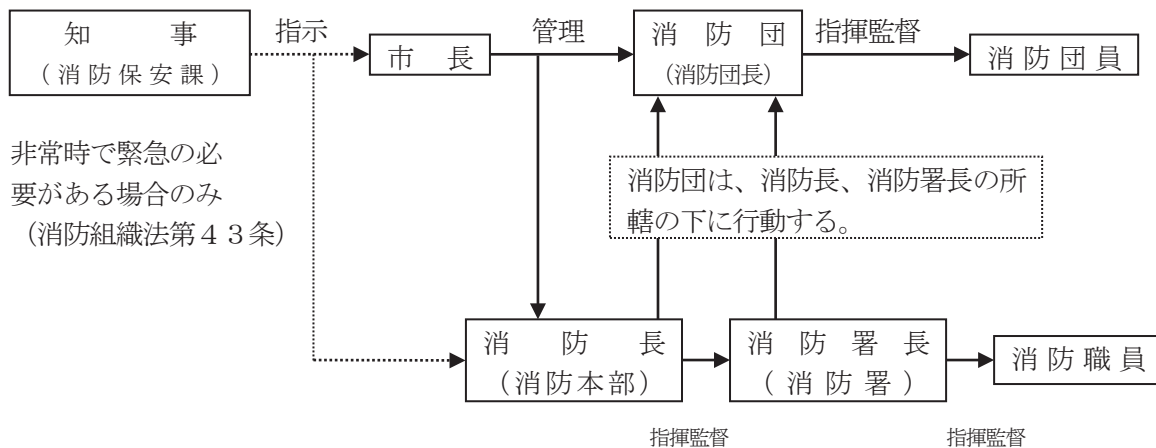 知事
(消防保安課)
指示
市長
管理
消防団
(消防団長)
指揮監督
消防団員
非常時で緊急の必
要がある場合のみ
(消防組織法第43条)
消防団は、消防長、消防署長の所
轄の下に行動する。
消防長
(消防本部)
消防署長
(消防署)
消防職員
指揮監督
指揮監督